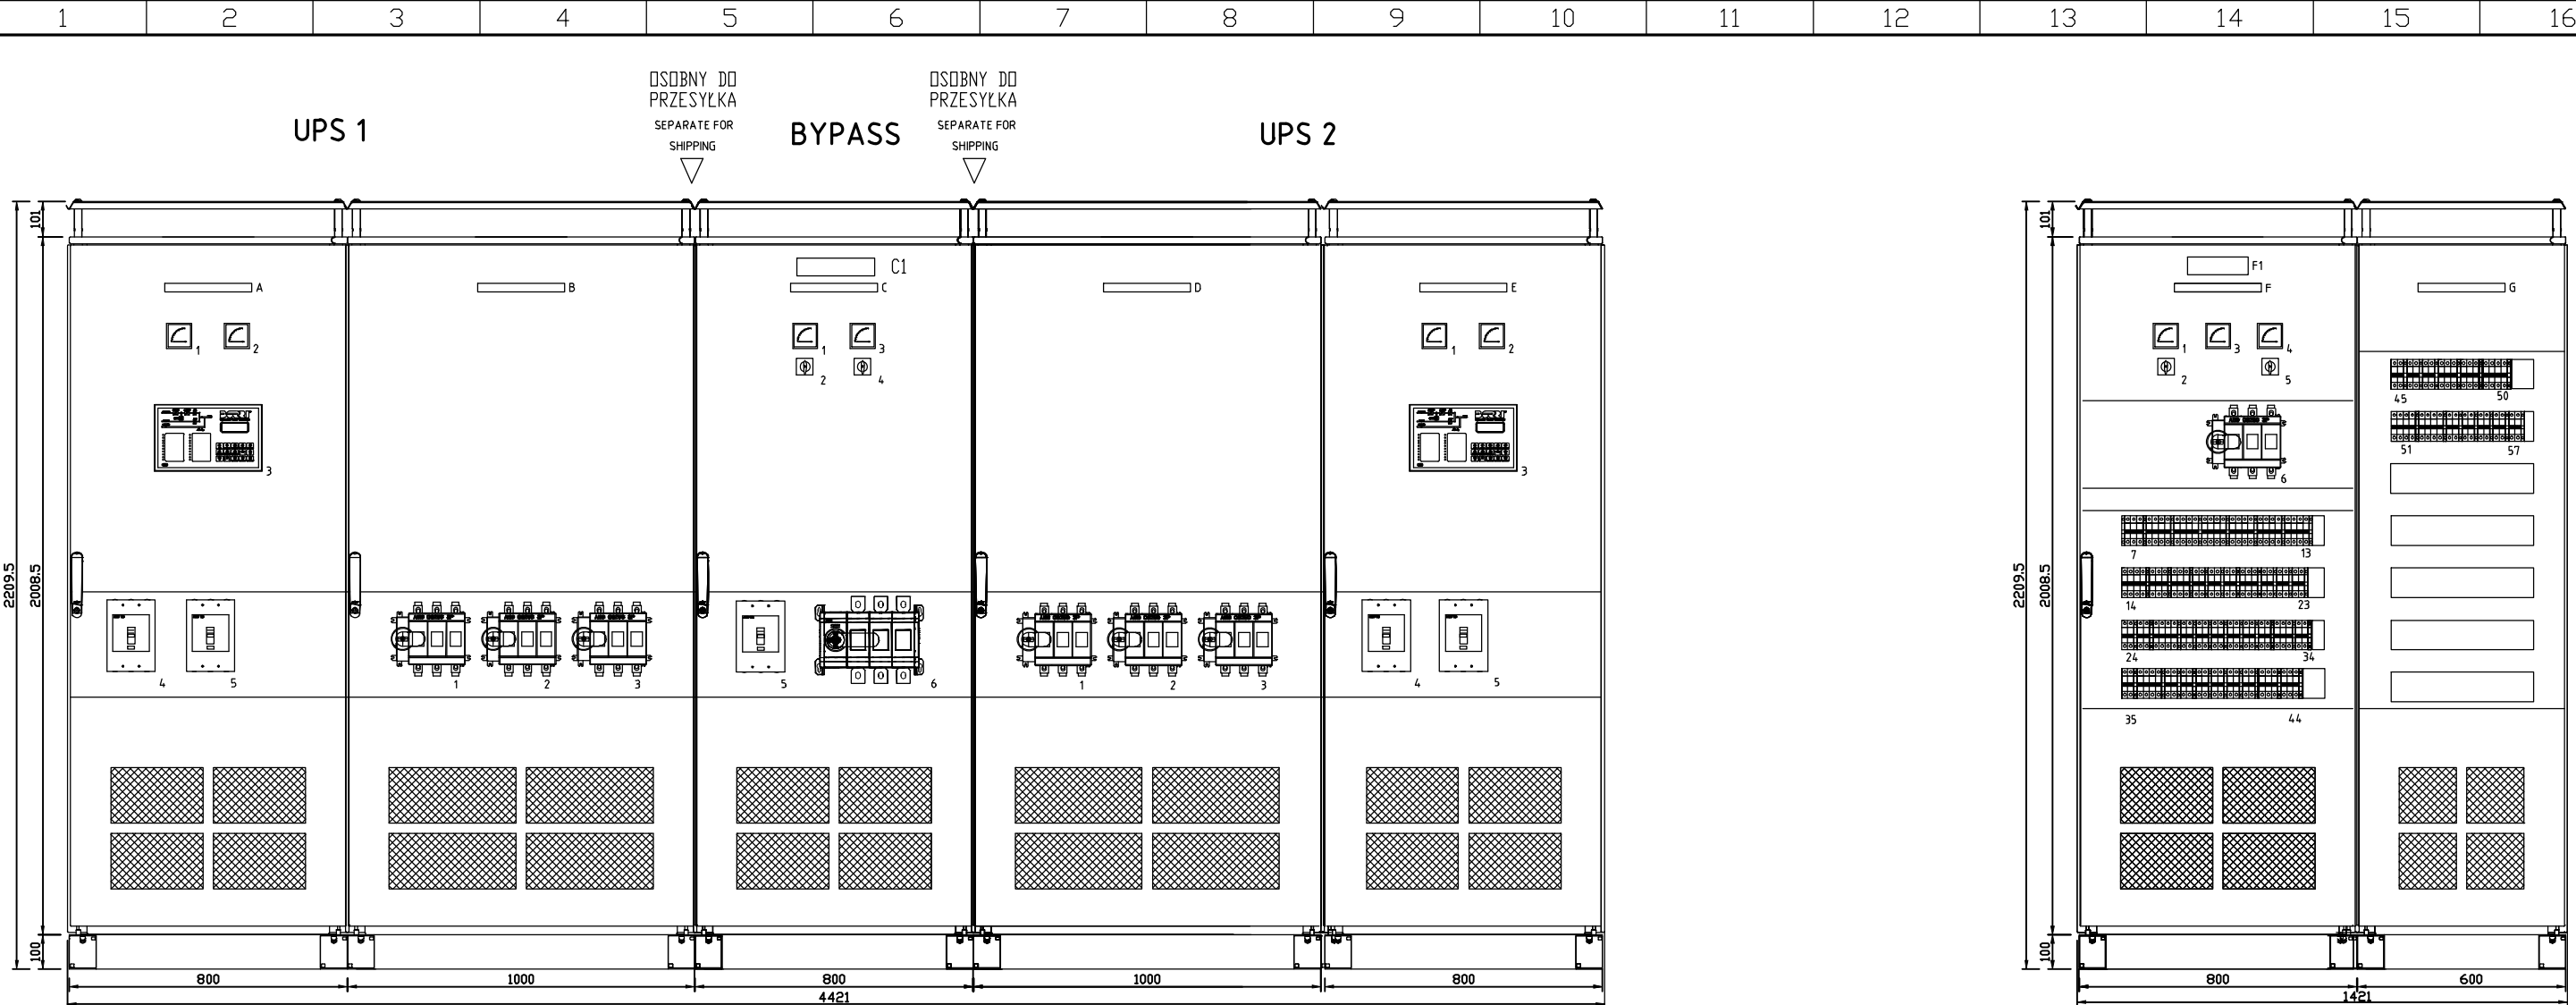 1 2 3 4 5 6 7 8 9 10 11 12 13 14 15 16
OSOBNY DO
PRZESYŁKA
SEPARATE FOR
SHIPPING
OSOBNY DO
PRZESYŁKA
SEPARATE FOR
SHIPPING
UPS 1
BYPASS
UPS 2
101
2209.5
2008.5
100
A
1 2
3
4 5
B
1 2 3
C1
C
1 3
2 4
5 6
D
1 2 3
E
1 2
3
4 5
800 1000 800 1000 800
4421
101
2209.5
2008.5
100
F1
F
1 3 4
2 5
6
7 13
14 23
24 34
35 44
G
45 50
51 57
800 600
1421